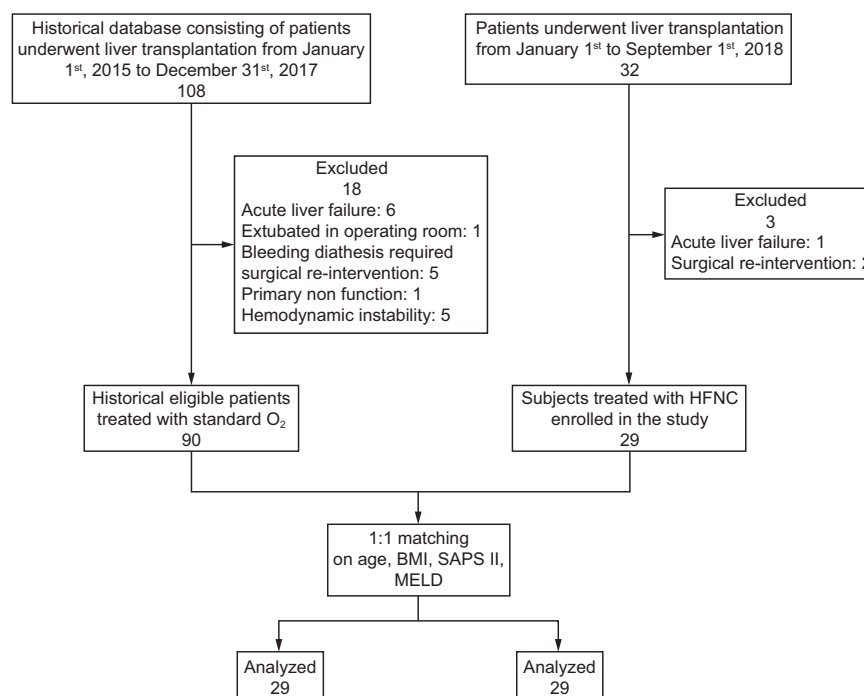 Historical database consisting of patients
underwent liver transplantation from January
1st, 2015 to December 31st, 2017
108
Patients underwent liver transplantation
from January 1st to September 1st, 2018
32
Excluded
18
Acute liver failure: 6
Extubated in operating room: 1
Bleeding diathesis required
surgical re-intervention: 5
Primary non function: 1
Hemodynamic instability: 5
Excluded
3
Acute liver failure: 1
Surgical re-intervention: 2
Historical eligible patients
treated with standard O2
90
Subjects treated with HFNC
enrolled in the study
29
1:1 matching
on age, BMI, SAPS II,
MELD
Analyzed
29
Analyzed
29